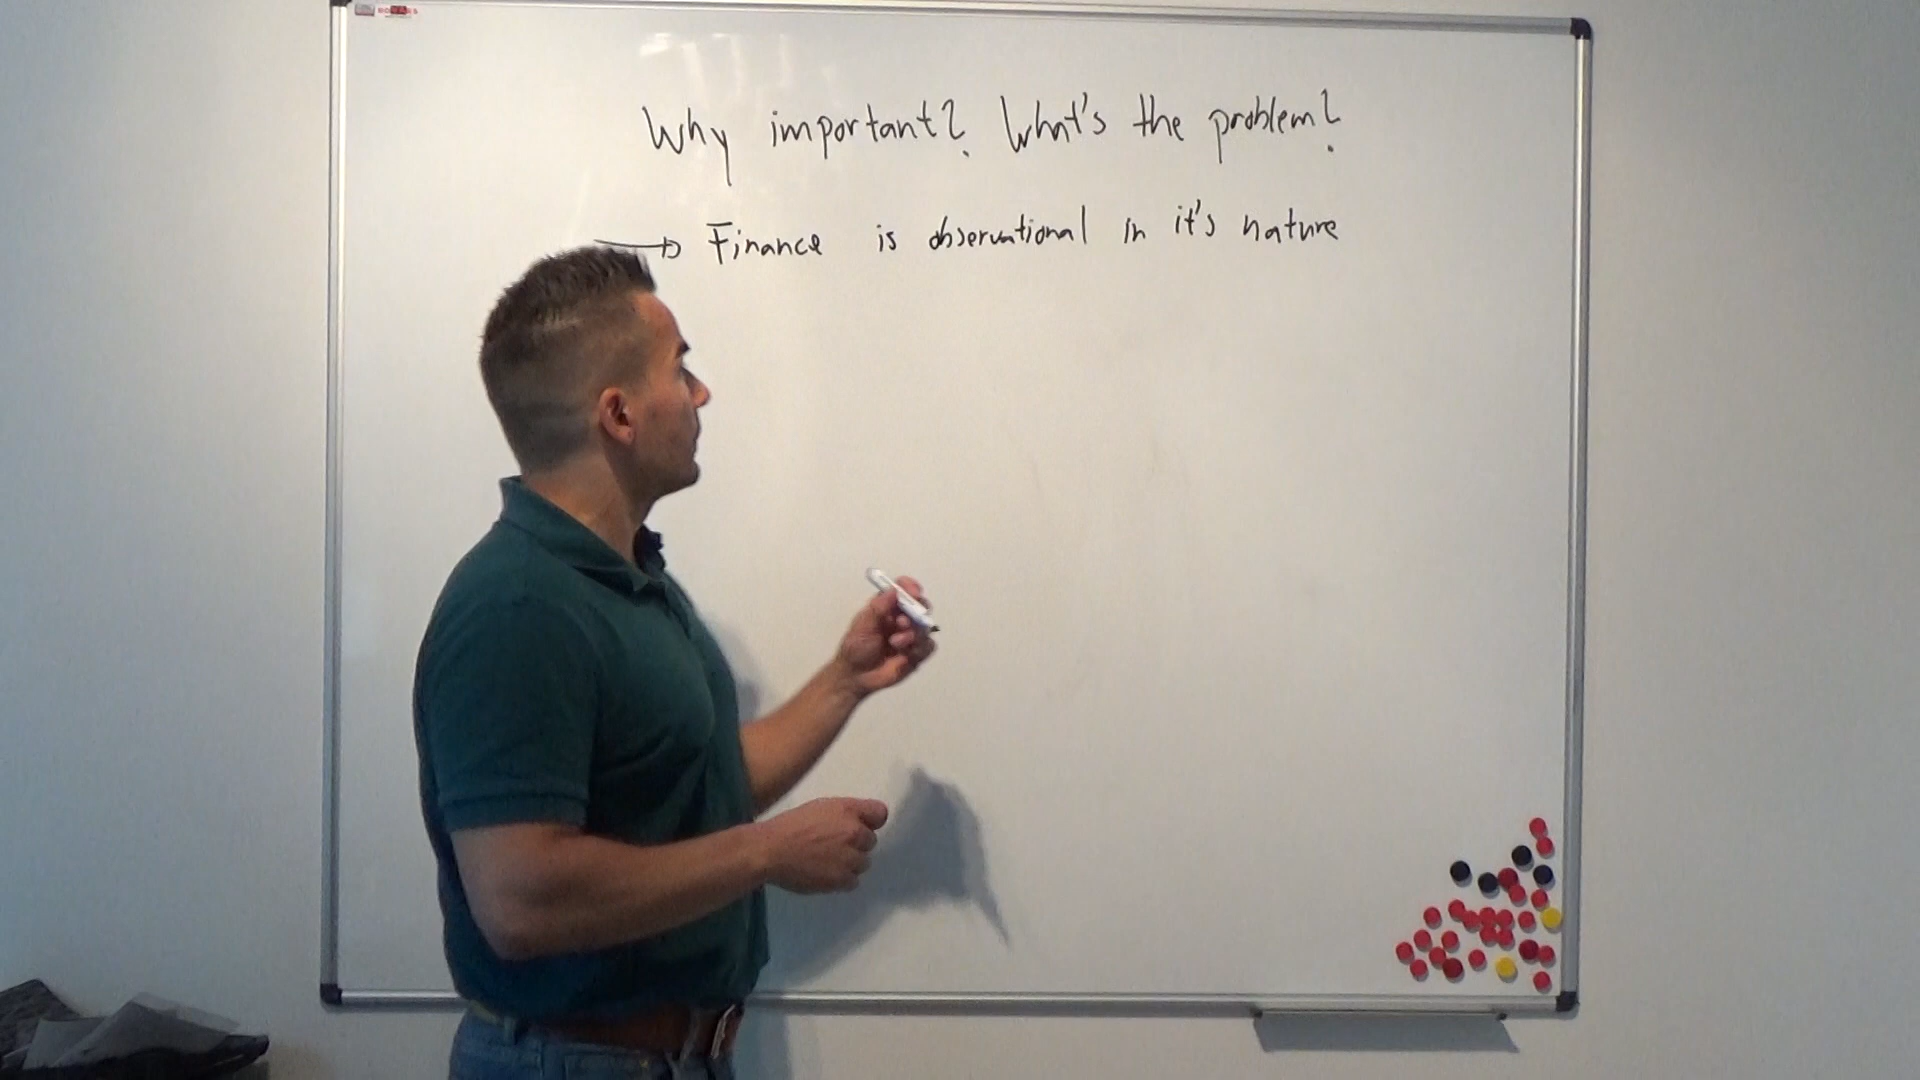 Why important? What's the problem?
→ Finance is observational in it's nature